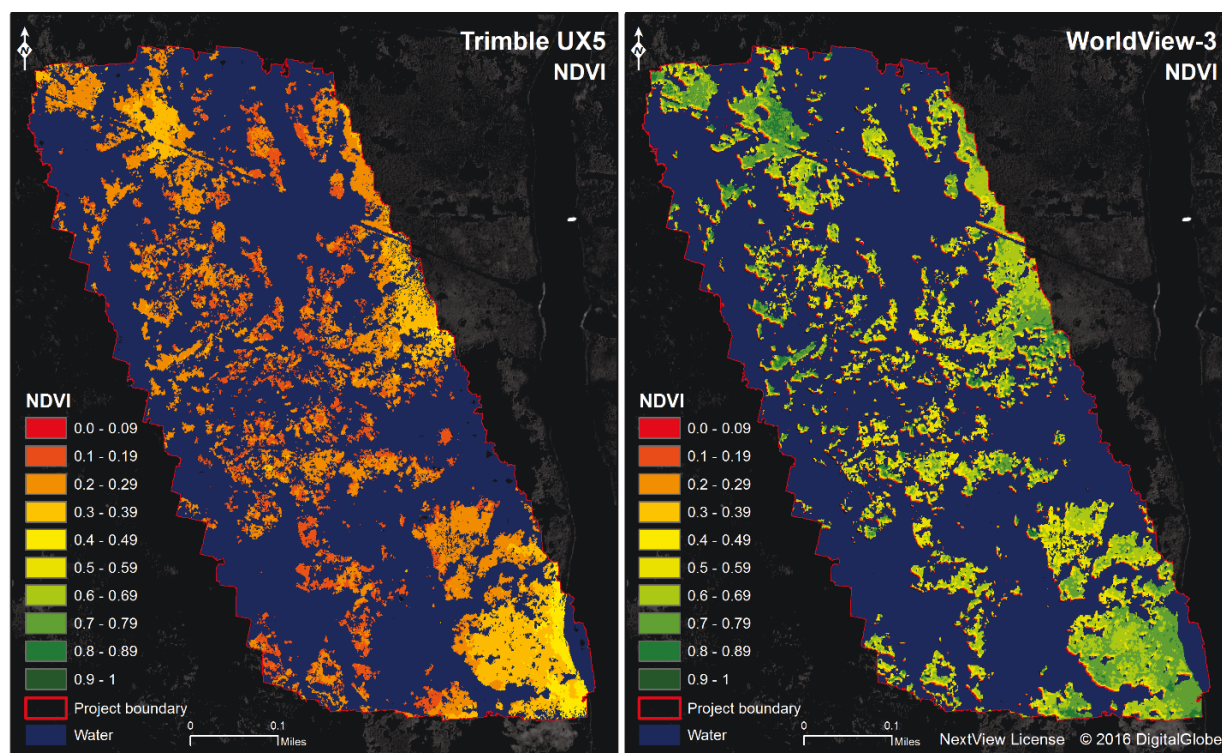 Trimble UX5
NDVI
N
NDVI
0.0 - 0.09
0.1 - 0.19
0.2 - 0.29
0.3 - 0.39
0.4 - 0.49
0.5 - 0.59
0.6 - 0.69
0.7 - 0.79
0.8 - 0.89
0.9 - 1
Project boundary
Water
0 0.1
Miles
WorldView-3
NDVI
N
NDVI
0.0 - 0.09
0.1 - 0.19
0.2 - 0.29
0.3 - 0.39
0.4 - 0.49
0.5 - 0.59
0.6 - 0.69
0.7 - 0.79
0.8 - 0.89
0.9 - 1
Project boundary
Water
0 0.1
Miles
NextView License © 2016 DigitalGlobe